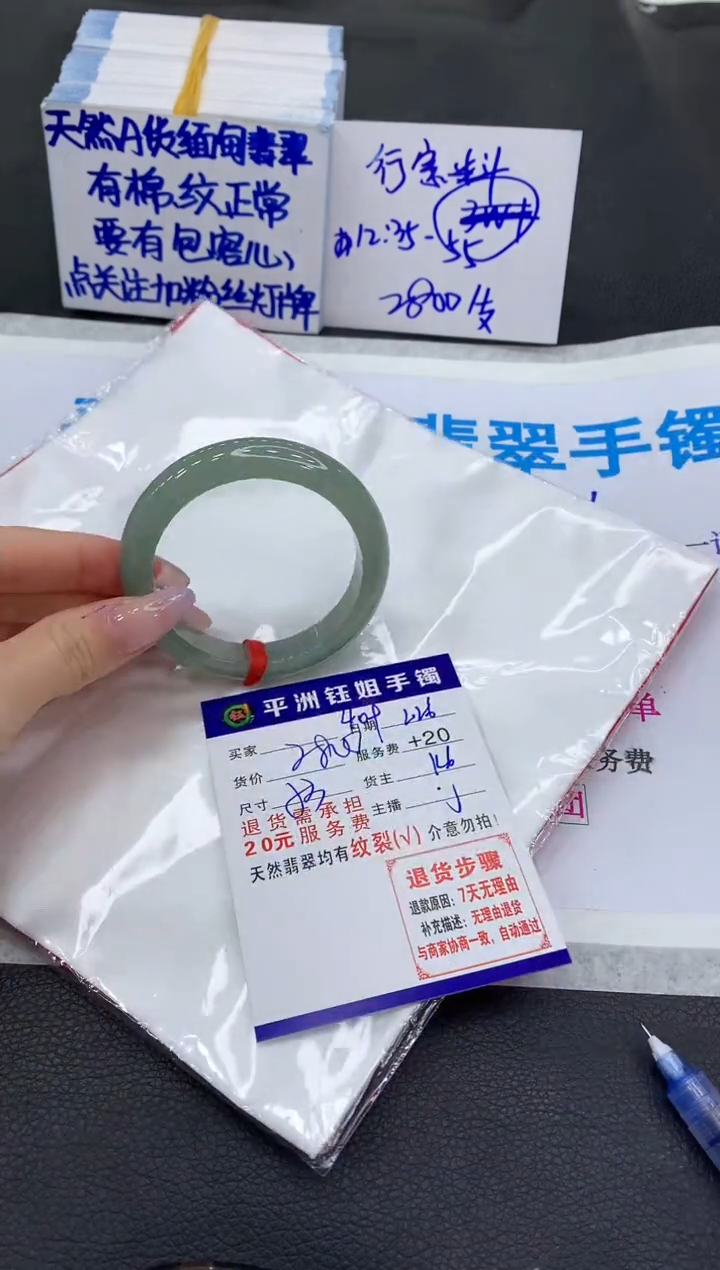 天然A货缅甸翡翠
有棉纹正常
要有包磨心
点关注加粉丝灯牌
行家
12:35-55
2800/支
翡翠手镯
一
单
务费
平洲钰姐手镯
买家
日期
2800
服务费 +20
货价
货主 16
尺寸
主播
退货需承担
20元服务费
天然翡翠均有纹裂(√)介意勿拍!
退货步骤
退款原因:7天无理由
补充描述:无理由退货
与商家协商一致,自动通过